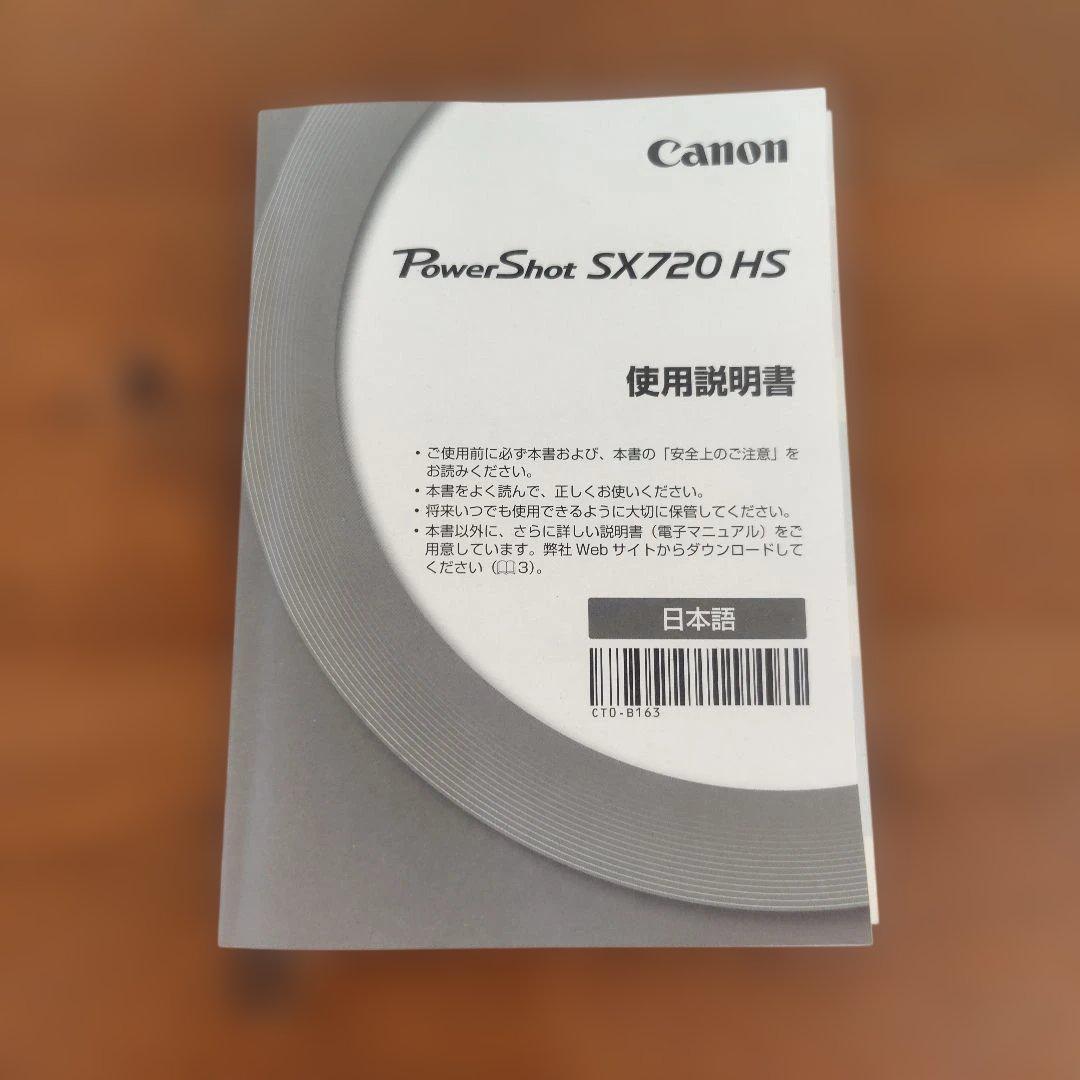 Canon
PowerShot SX720 HS
使用説明書
・ご使用前に必ず本書および、本書の「安全上のご注意」を
お読みください。
・本書をよく読んで、正しくお使いください。
・将来いつでも使用できるように大切に保管してください。
・本書以外に、さらに詳しい説明書（電子マニュアル）をご
用意しています。弊社 Web サイトからダウンロードして
ください（📖3）。
日本語
CT0-B163